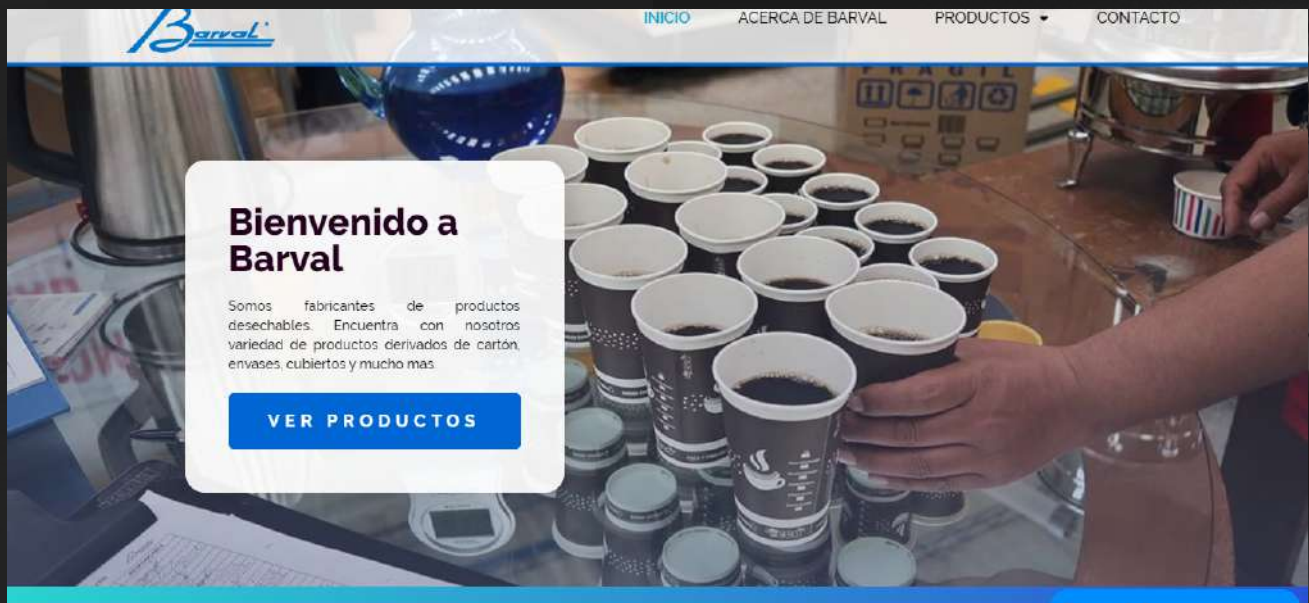 Barval
INICIO ACERCA DE BARVAL PRODUCTOS CONTACTO
FRAGIL
Bienvenido a
Barval
Somos fabricantes de productos
desechables. Encuentra con nosotros
variedad de productos derivados de cartón,
envases, cubiertos y mucho mas.
VER PRODUCTOS